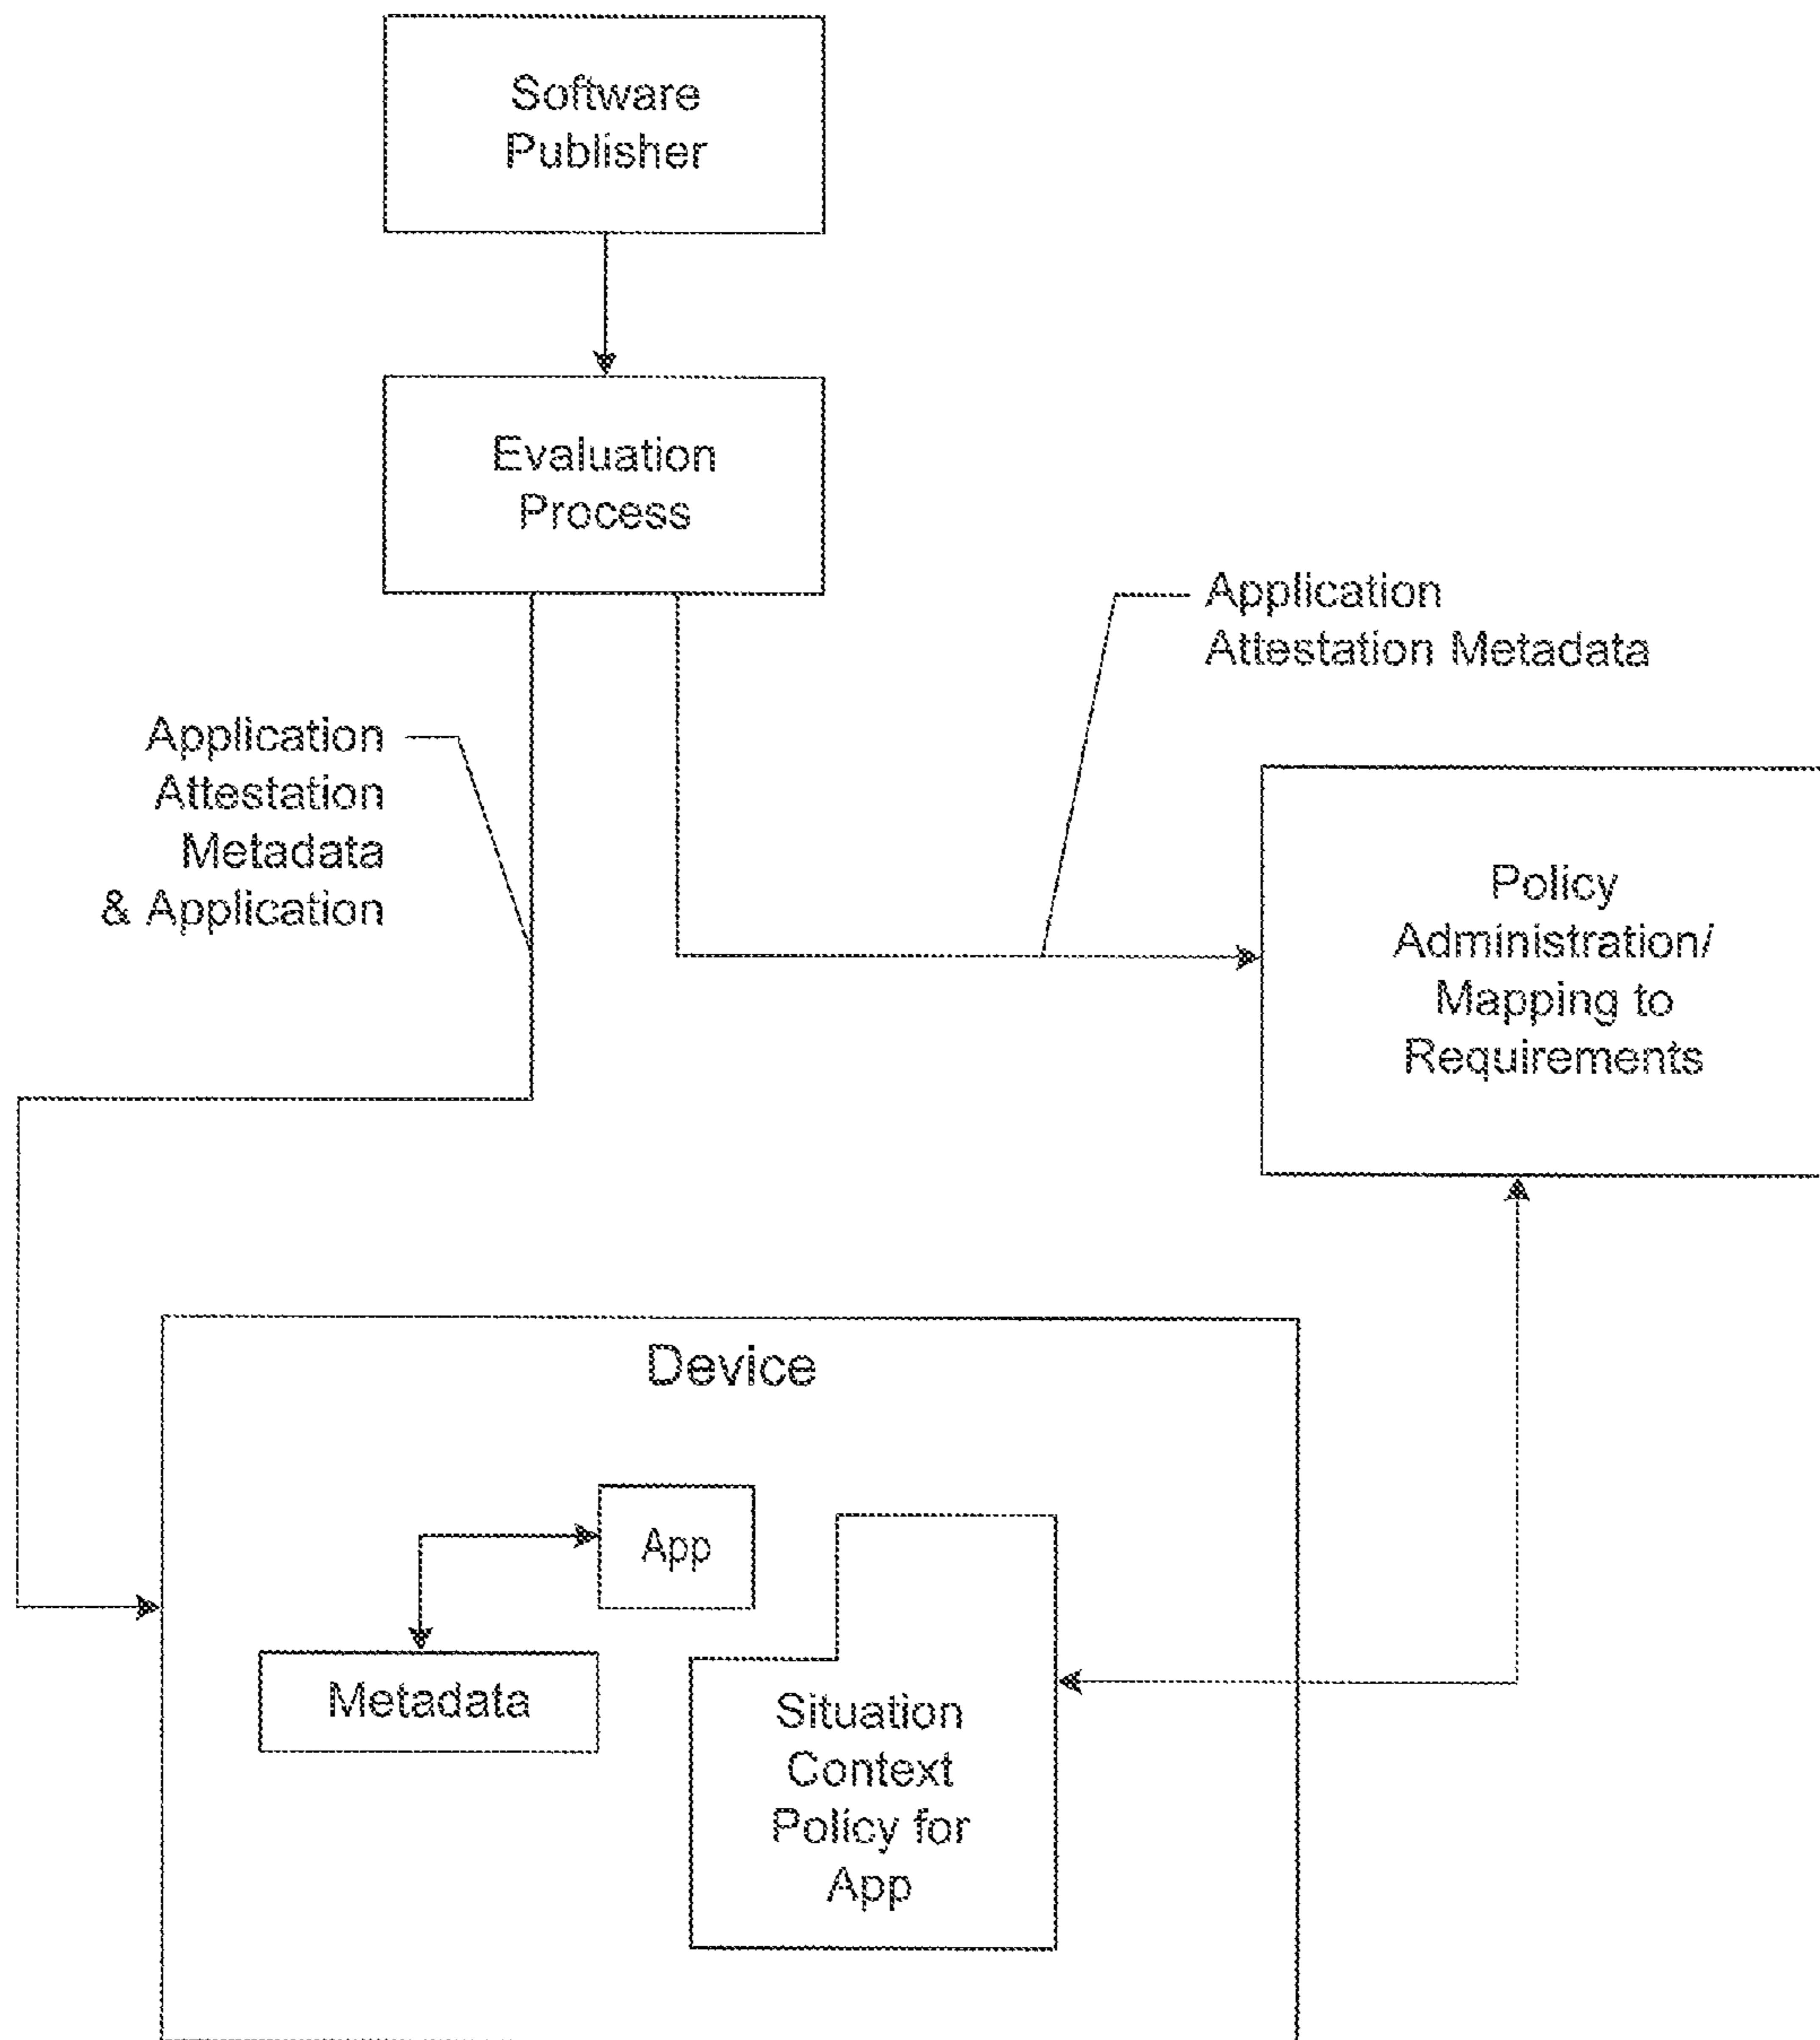 Software
Publisher
Evaluation
Process
Application
Attestation Metadata
Application
Attestation
Metadata
& Application
Policy
Administration/
Mapping to
Requirements
Device
App
Metadata
Situation
Context
Policy for
App